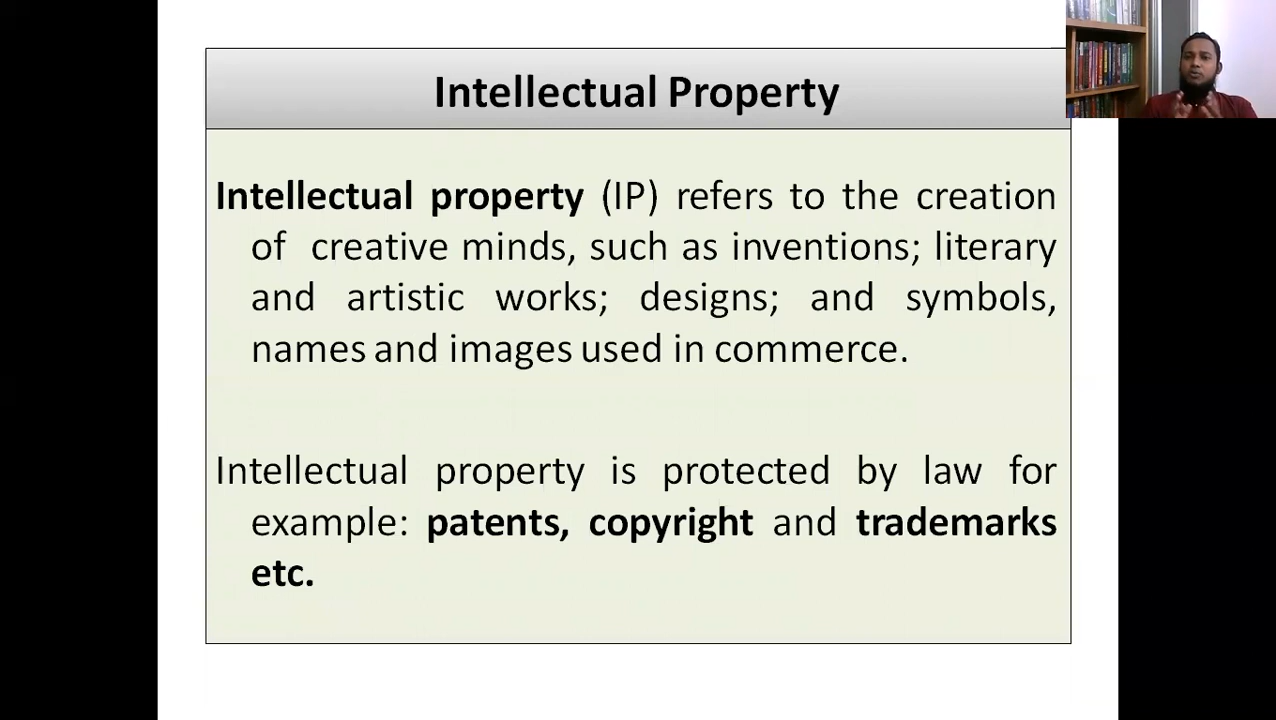 Intellectual Property
Intellectual property (IP) refers to the creation
of creative minds, such as inventions; literary
and artistic works; designs; and symbols,
names and images used in commerce.
Intellectual property is protected by law for
example: patents, copyright and trademarks
etc.